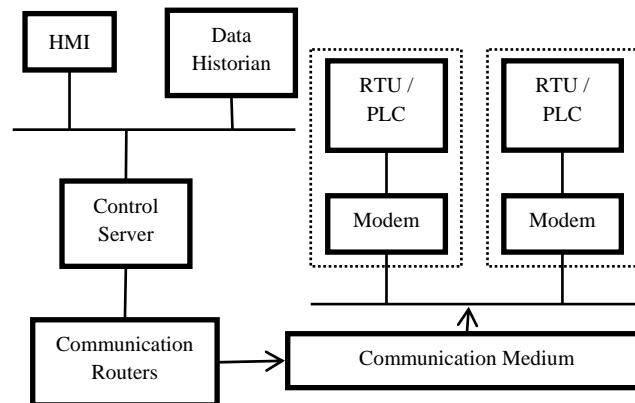 HMI
Data
Historian
RTU /
PLC
RTU /
PLC
Control
Server
Modem
Modem
Communication
Routers
Communication Medium